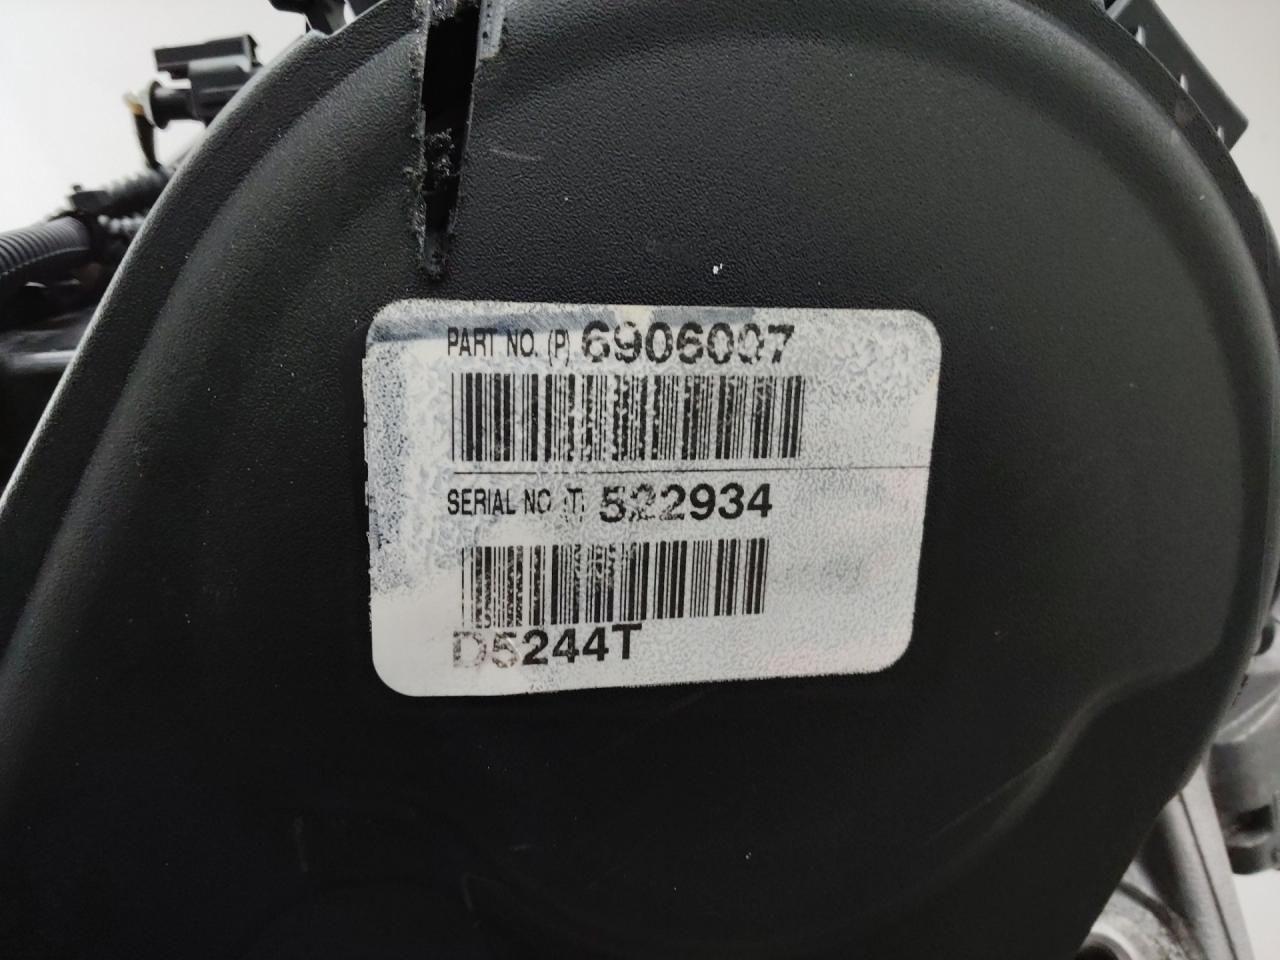 PART NO. (P) 6906007
SERIAL NO (T) 522934
D5244T